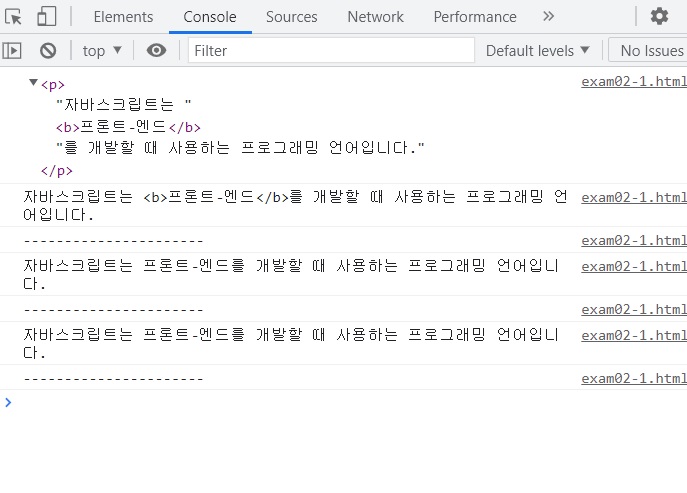 Elements Console Sources Network Performance
top Filter Default levels No Issues
<p> exam02-1.html
"자바스크립트는 "
<b>프론트-엔드</b>
"를 개발할 때 사용하는 프로그래밍 언어입니다."
</p>
자바스크립트는 <b>프론트-엔드</b>를 개발할 때 사용하는 프로그래밍 언 exam02-1.html
어입니다.
---------------------- exam02-1.html
자바스크립트는 프론트-엔드를 개발할 때 사용하는 프로그래밍 언어입니 exam02-1.html
다.
---------------------- exam02-1.html
자바스크립트는 프론트-엔드를 개발할 때 사용하는 프로그래밍 언어입니 exam02-1.html
다.
---------------------- exam02-1.html